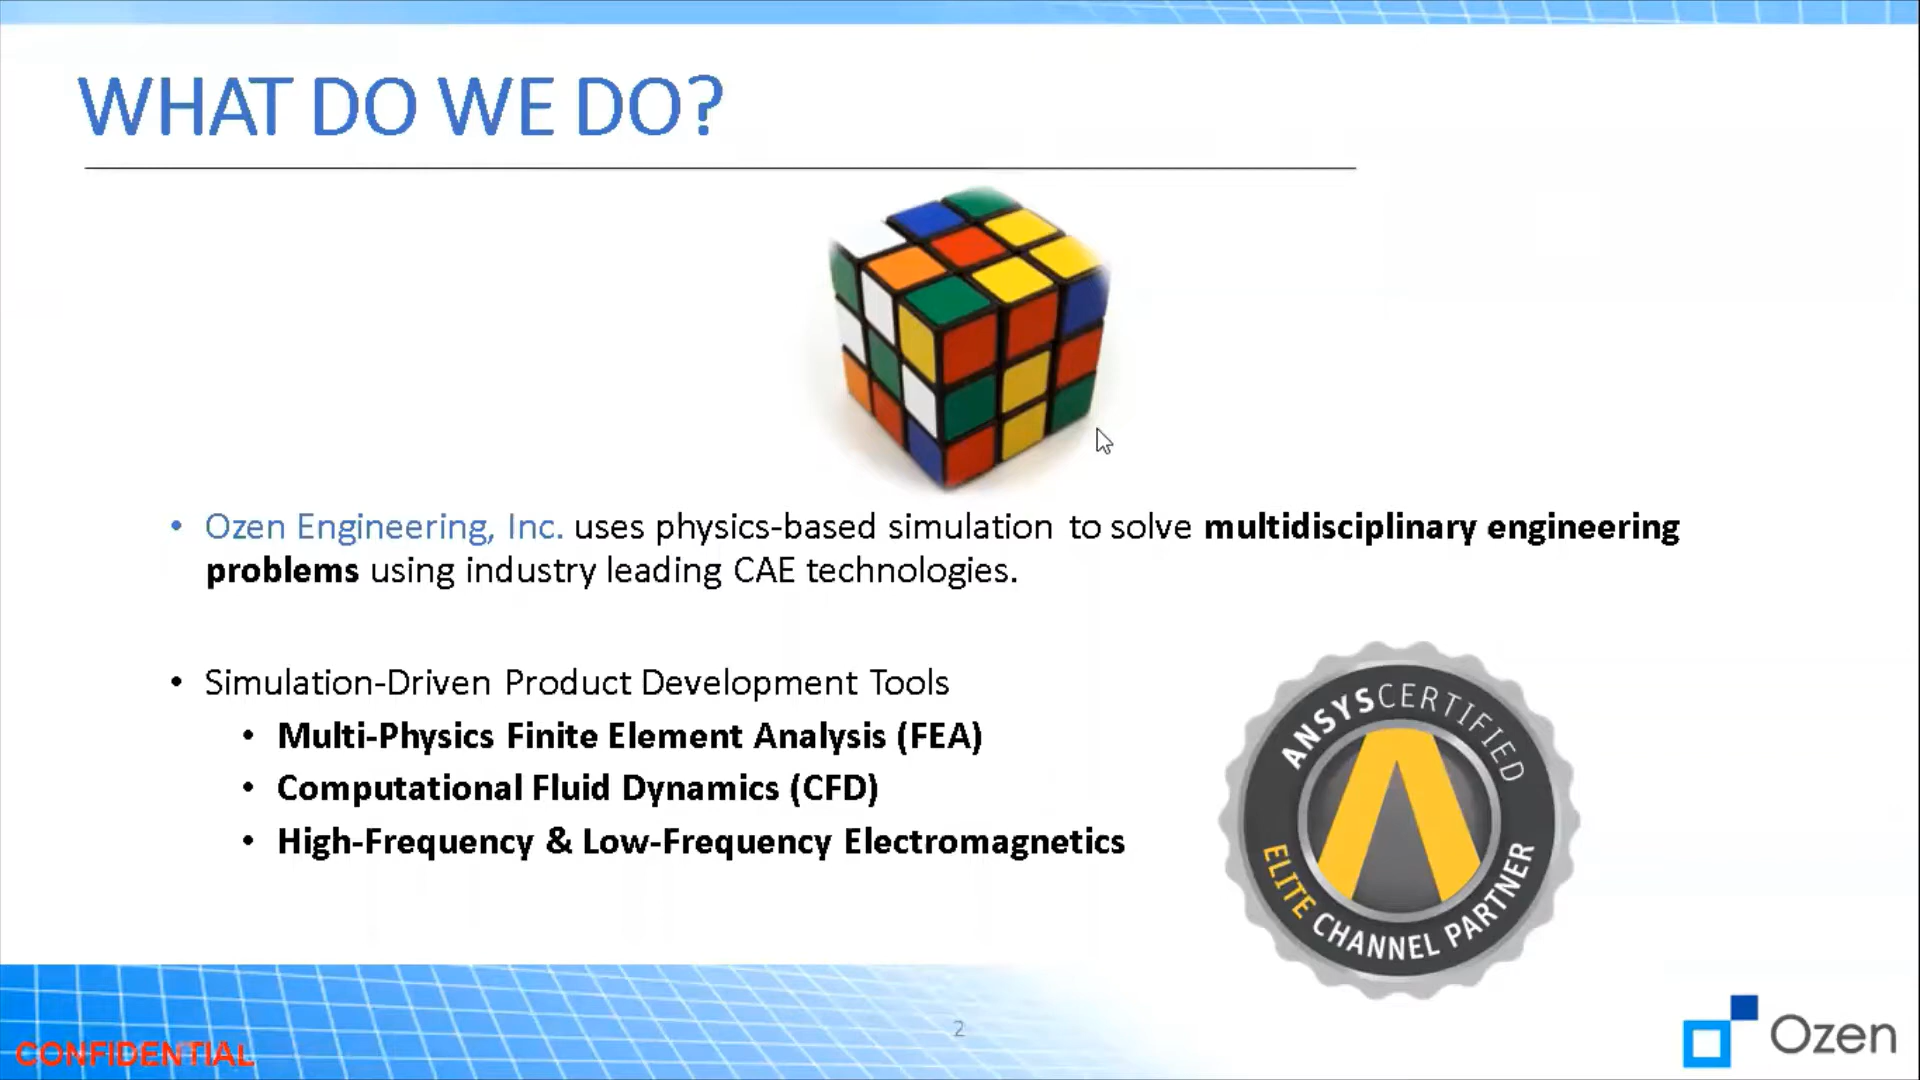 WHAT DO WE DO?
• Ozen Engineering, Inc. uses physics-based simulation to solve multidisciplinary engineering
problems using industry leading CAE technologies.
• Simulation-Driven Product Development Tools
• Multi-Physics Finite Element Analysis (FEA)
• Computational Fluid Dynamics (CFD)
• High-Frequency & Low-Frequency Electromagnetics
ANSYS CERTIFIED
ELITE CHANNEL PARTNER
2
CONFIDENTIAL
Ozen